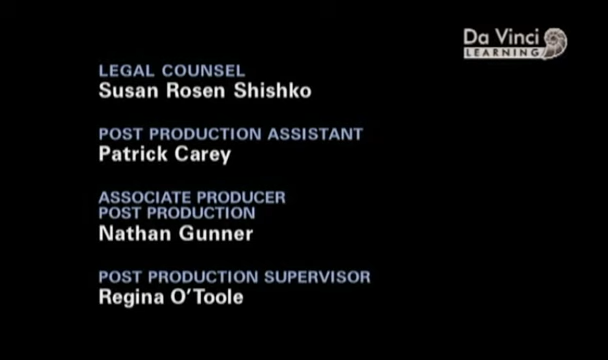 Da Vinci
LEARNING
LEGAL COUNSEL
Susan Rosen Shishko
POST PRODUCTION ASSISTANT
Patrick Carey
ASSOCIATE PRODUCER
POST PRODUCTION
Nathan Gunner
POST PRODUCTION SUPERVISOR
Regina O'Toole